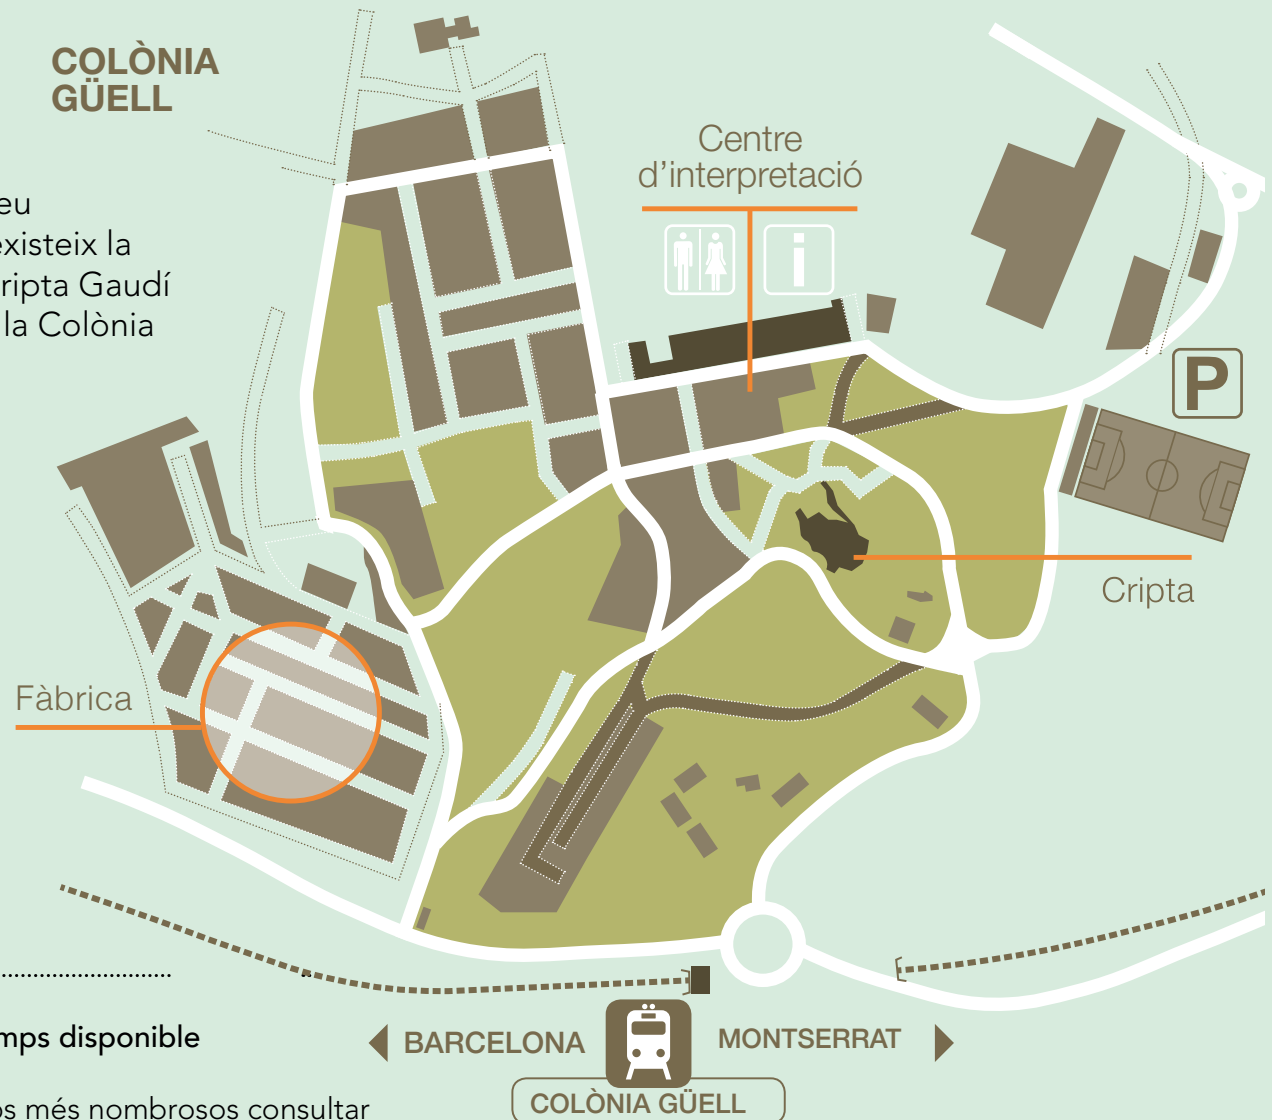 COLÒNIA
GÜELL
Centre
d'interpretació
eu
existeix la
ripta Gaudí
la Colònia
P
Cripta
Fàbrica
mps disponible
BARCELONA
MONTSERRAT
COLÒNIA GÜELL
os més nombrosos consultar